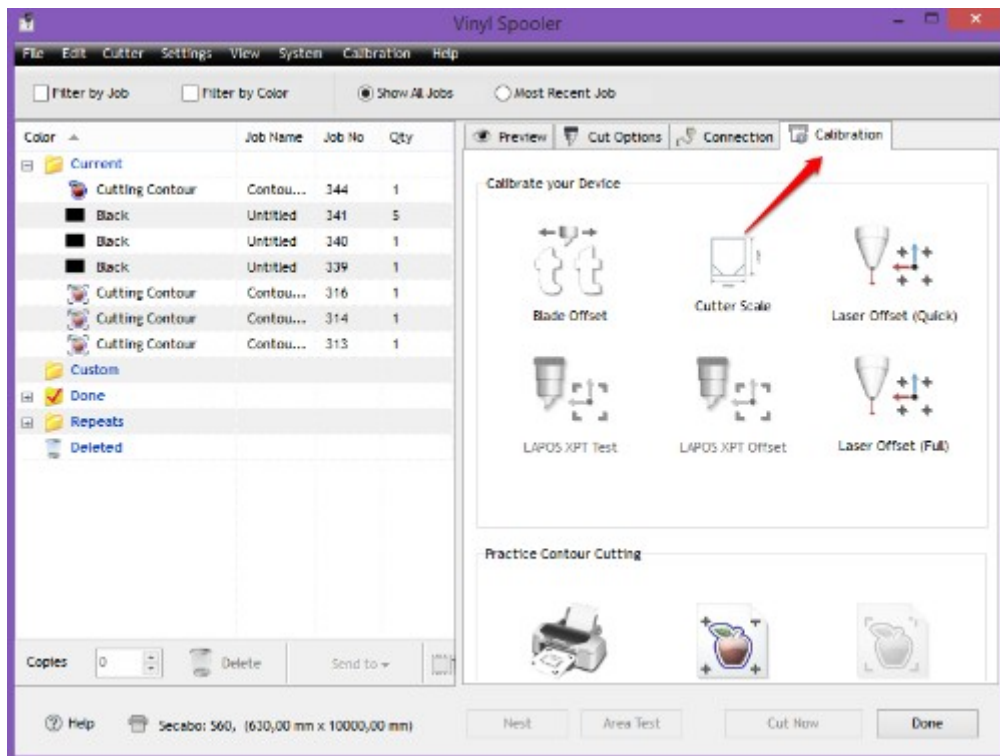 Vinyl Spooler
File Edit Cutter Settings View System Calibration Help
Filter by Job Filter by Color Show All Jobs Most Recent Job
Color Job Name Job No Qty
Current
Cutting Contour Contou... 344 1
Black Untitled 341 5
Black Untitled 340 1
Black Untitled 339 1
Cutting Contour Contou... 316 1
Cutting Contour Contou... 314 1
Cutting Contour Contou... 313 1
Custom
Done
Repeats
Deleted
Preview Cut Options Connection Calibration
Calibrate your Device
Blade Offset Cutter Scale Laser Offset (Quick)
LAPOS XPT Test LAPOS XPT Offset Laser Offset (Full)
Practice Contour Cutting
Copies 0 Delete Send to
Help Secabo: S60, (630,00 mm x 10000,00 mm) Nest Area Test Cut Now Done